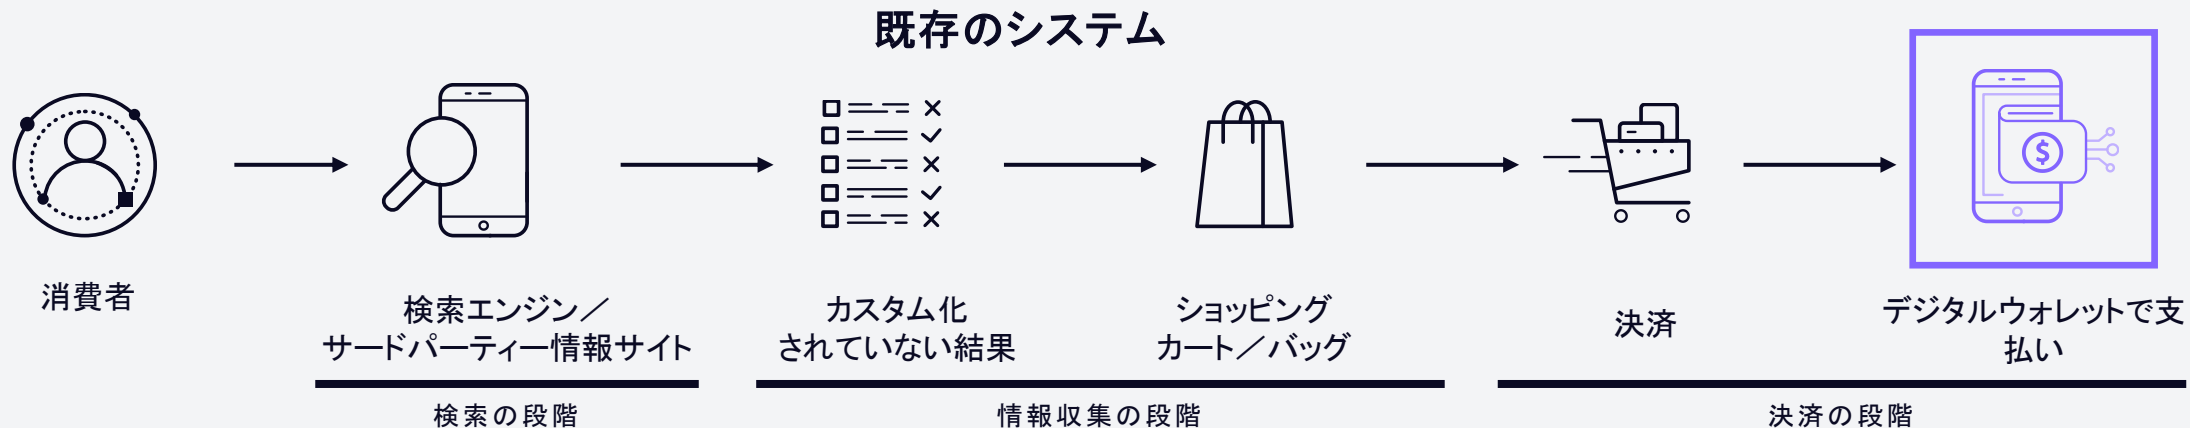 既存のシステム
消費者
検索エンジン／
サードパーティー情報サイト
カスタム化
されていない結果
ショッピング
カート／バッグ
決済
デジタルウォレットで支
払い
検索の段階
情報収集の段階
決済の段階